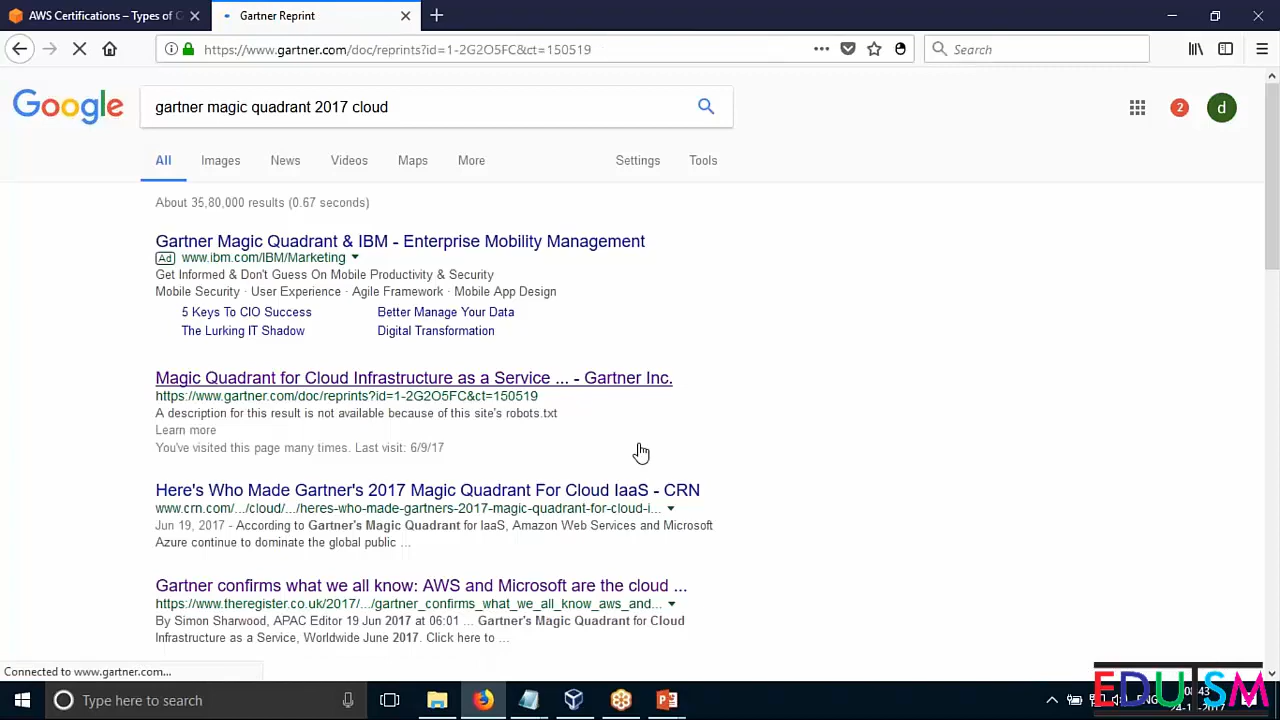 AWS Certifications – Types of C
Gartner Reprint
https://www.gartner.com/doc/reprints?id=1-2G2O5FC&ct=150519
Search
Google
gartner magic quadrant 2017 cloud
2
d
All Images News Videos Maps More Settings Tools
About 35,80,000 results (0.67 seconds)
Gartner Magic Quadrant & IBM - Enterprise Mobility Management
Ad www.ibm.com/IBM/Marketing
Get Informed & Don't Guess On Mobile Productivity & Security
Mobile Security · User Experience · Agile Framework · Mobile App Design
5 Keys To CIO Success Better Manage Your Data
The Lurking IT Shadow Digital Transformation
Magic Quadrant for Cloud Infrastructure as a Service ... - Gartner Inc.
https://www.gartner.com/doc/reprints?id=1-2G2O5FC&ct=150519
A description for this result is not available because of this site's robots.txt
Learn more
You've visited this page many times. Last visit: 6/9/17
Here's Who Made Gartner's 2017 Magic Quadrant For Cloud IaaS - CRN
www.crn.com/.../cloud/.../heres-who-made-gartners-2017-magic-quadrant-for-cloud-i...
Jun 19, 2017 - According to Gartner's Magic Quadrant for IaaS, Amazon Web Services and Microsoft
Azure continue to dominate the global public ...
Gartner confirms what we all know: AWS and Microsoft are the cloud ...
https://www.theregister.co.uk/2017/.../gartner_confirms_what_we_all_know_aws_and...
By Simon Sharwood, APAC Editor 19 Jun 2017 at 06:01 ... Gartner's Magic Quadrant for Cloud
Infrastructure as a Service, Worldwide June 2017. Click here to ...
Connected to www.gartner.com...
Type here to search
EDUISM